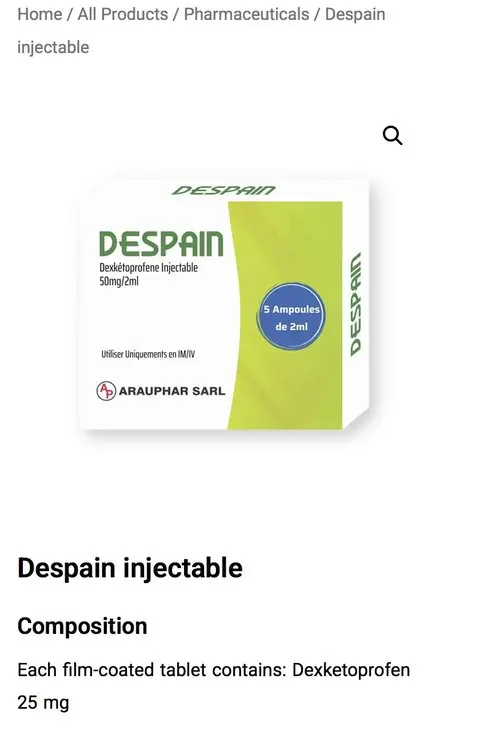 Home / All Products / Pharmaceuticals / Despain
injectable
DESPAIN
DESPAIN
Dexkétoprofene Injectable
50mg/2ml
5 Ampoules
de 2ml
DESPAIN
Utiliser Uniquements en IM/IV
AP ARAUPHAR SARL
Despain injectable
Composition
Each film-coated tablet contains: Dexketoprofen
25 mg